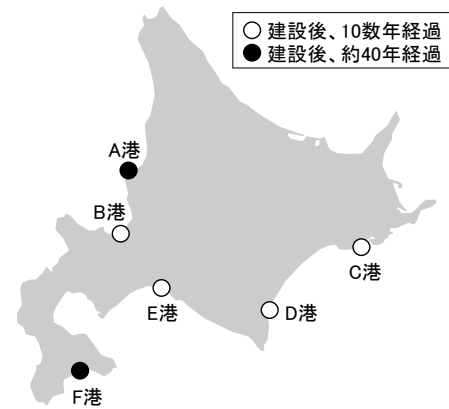 ○ 建設後、10数年経過
● 建設後、約40年経過
A港
B港
C港
E港
D港
F港